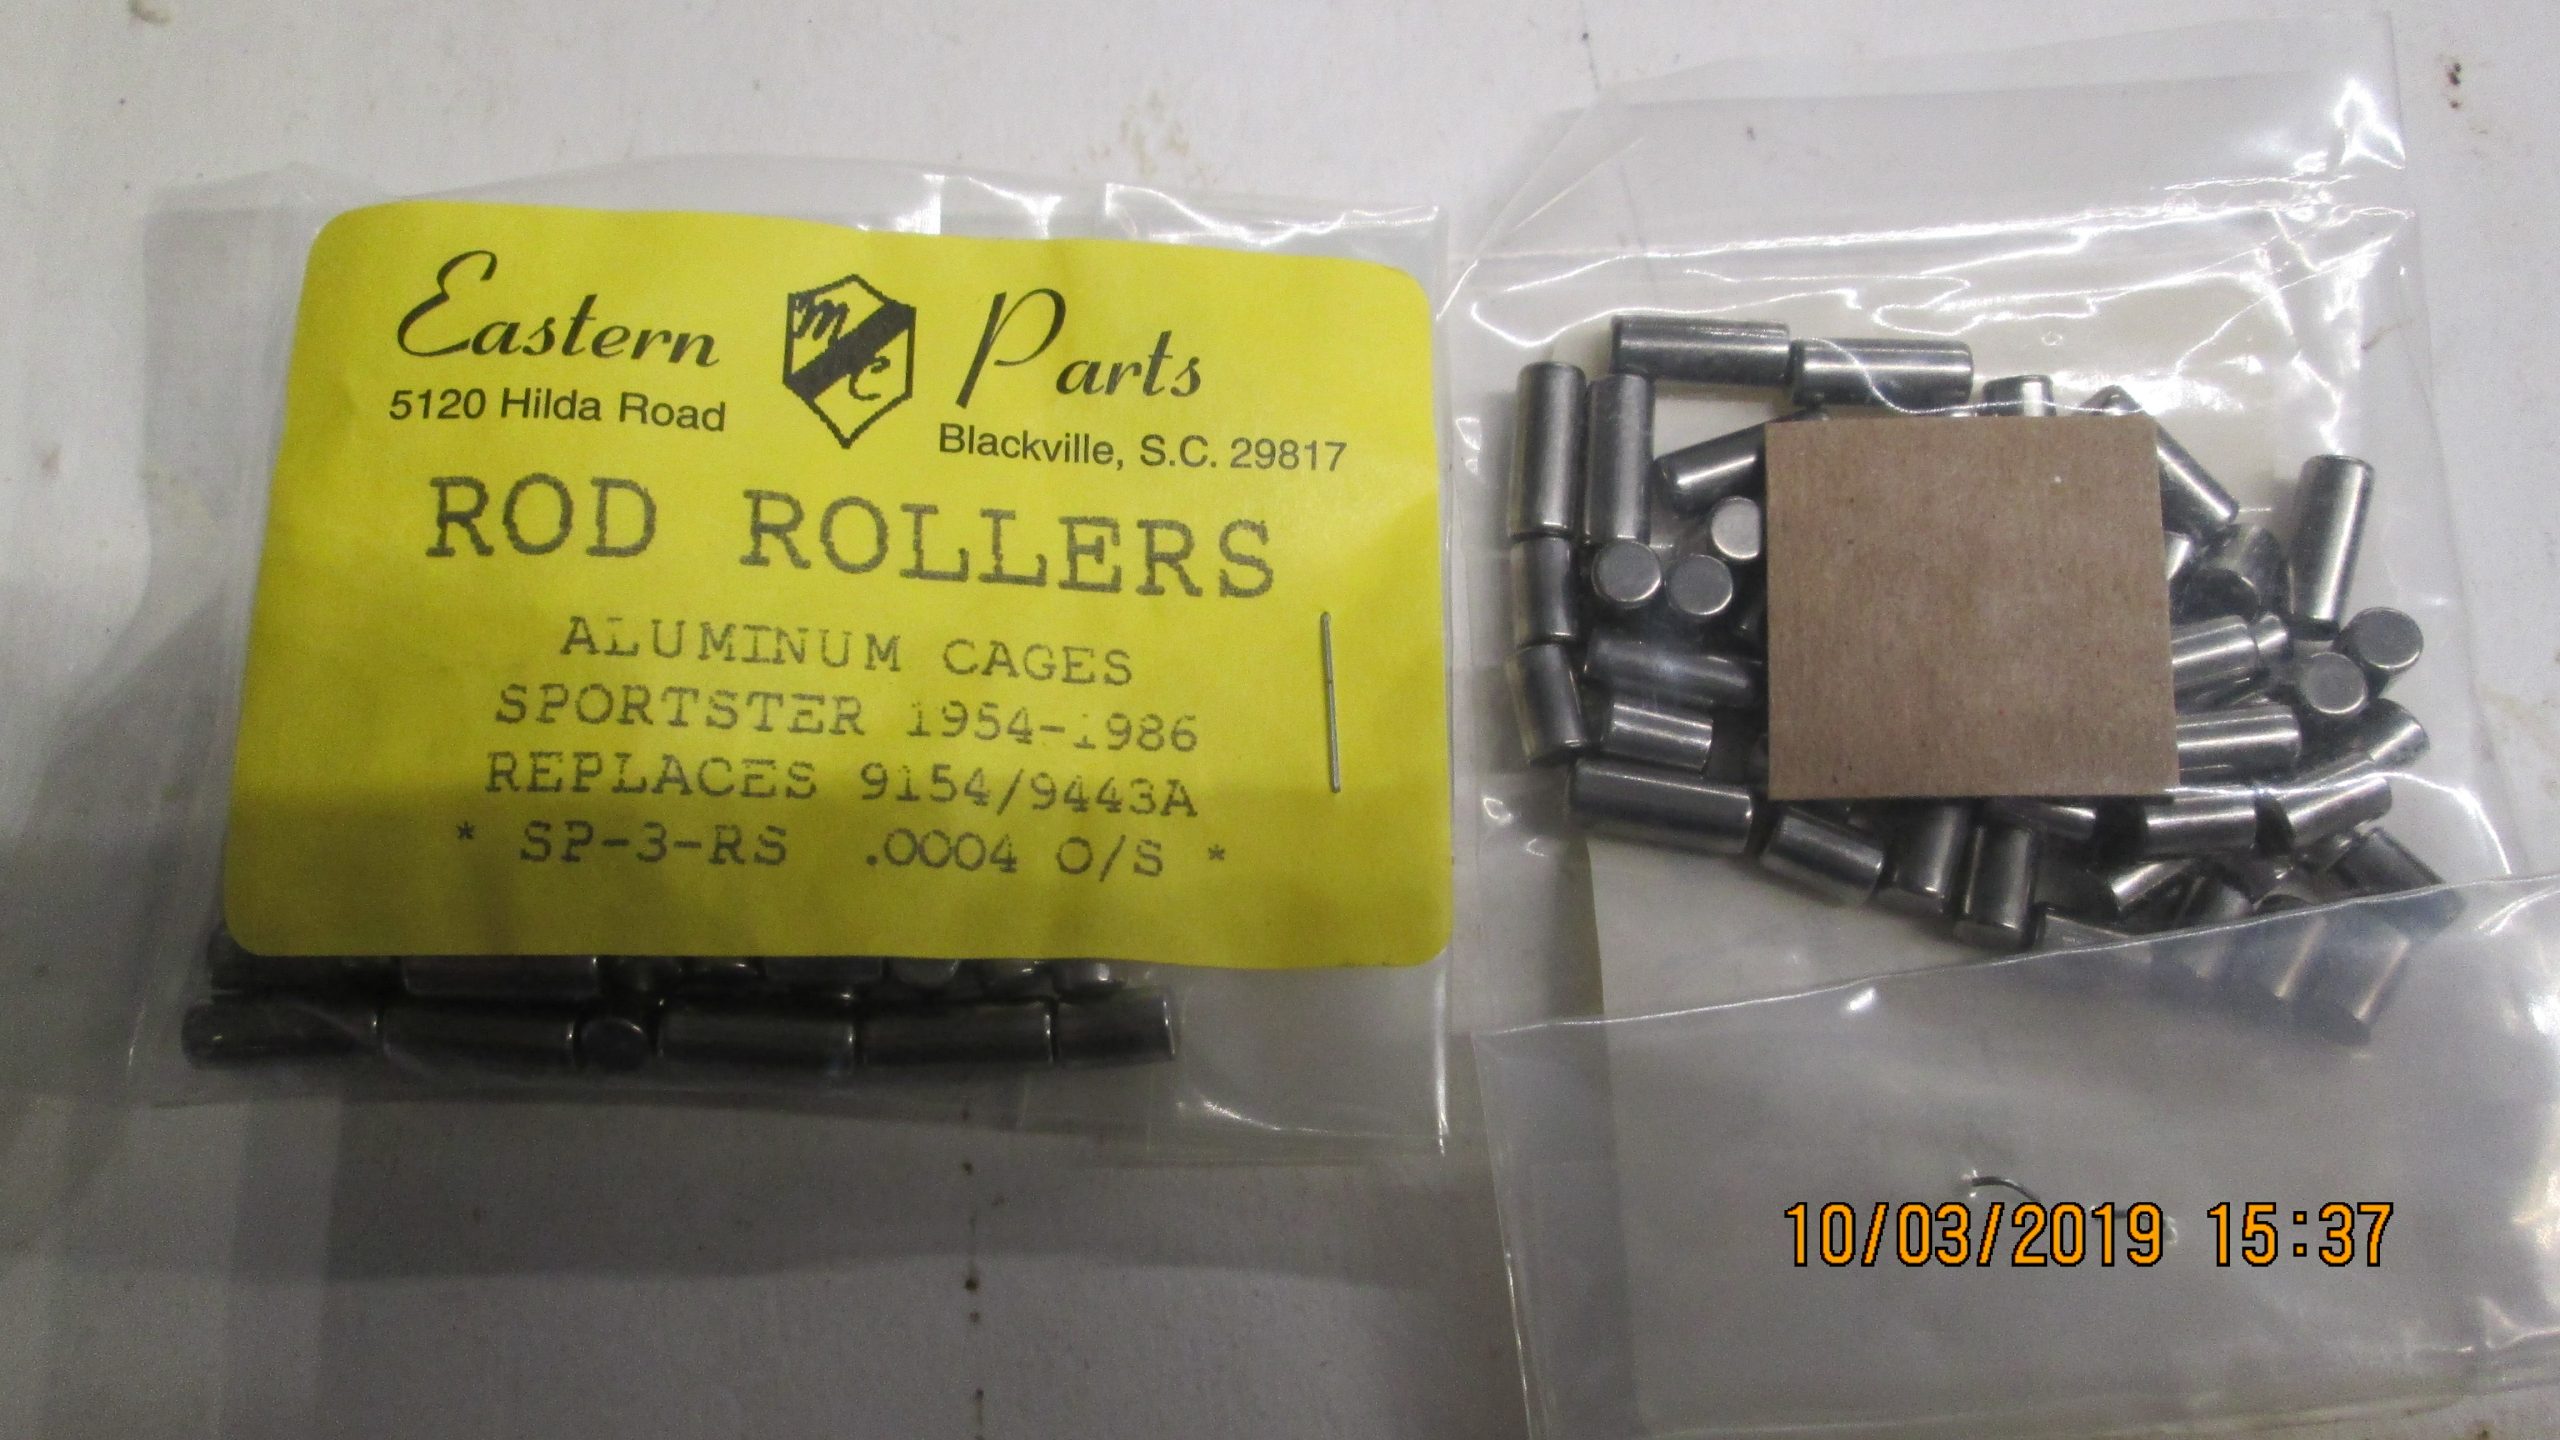 Eastern MC Parts
5120 Hilda Road
Blackville, S.C. 29817
ROD ROLLERS
ALUMINUM CAGES
SPORTSTER 1954-1986
REPLACES 9154/9443A
* SP-3-RS .0004 O/S *
10/03/2019 15:37